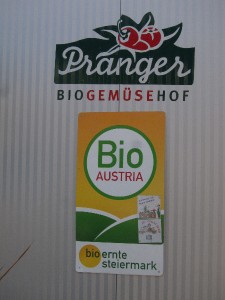 Pranger
BIOGEMÜSEHOF
Bio
AUSTRIA
bio ernte
steiermark